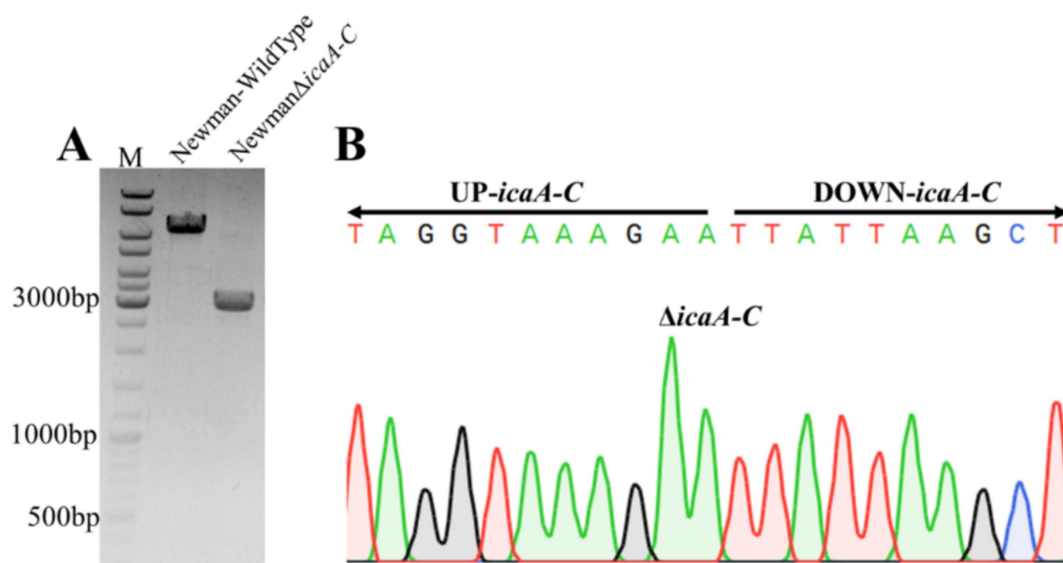 A
M
Newman-WildType
NewmanΔicaA-C
3000bp
1000bp
500bp
B
UP-icaA-C
DOWN-icaA-C
T A G G T A A A G A A T T A T T A A G C T
ΔicaA-C